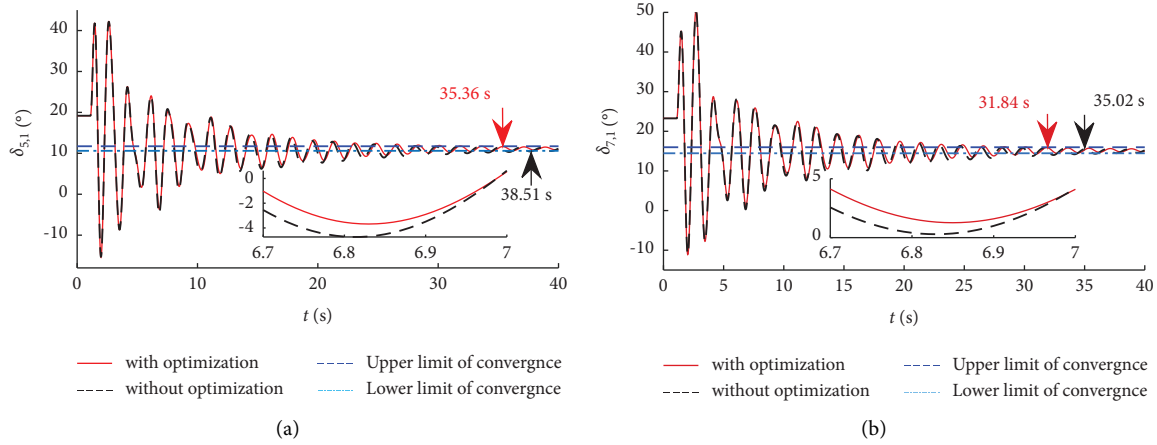 40
30
20
10
0
-10
δ5,1 (°)
35.36 s
38.51 s
0
-2
-4
6.7 6.8 6.9 7
0 10 20 30 40
t (s)
with optimization
without optimization
Upper limit of convergnce
Lower limit of convergnce
(a)
50
40
30
20
10
0
-10
δ7,1 (°)
31.84 s
35.02 s
5
0
6.7 6.8 6.9 7
0 5 10 15 20 25 30 35 40
t (s)
with optimization
without optimization
Upper limit of convergnce
Lower limit of convergnce
(b)